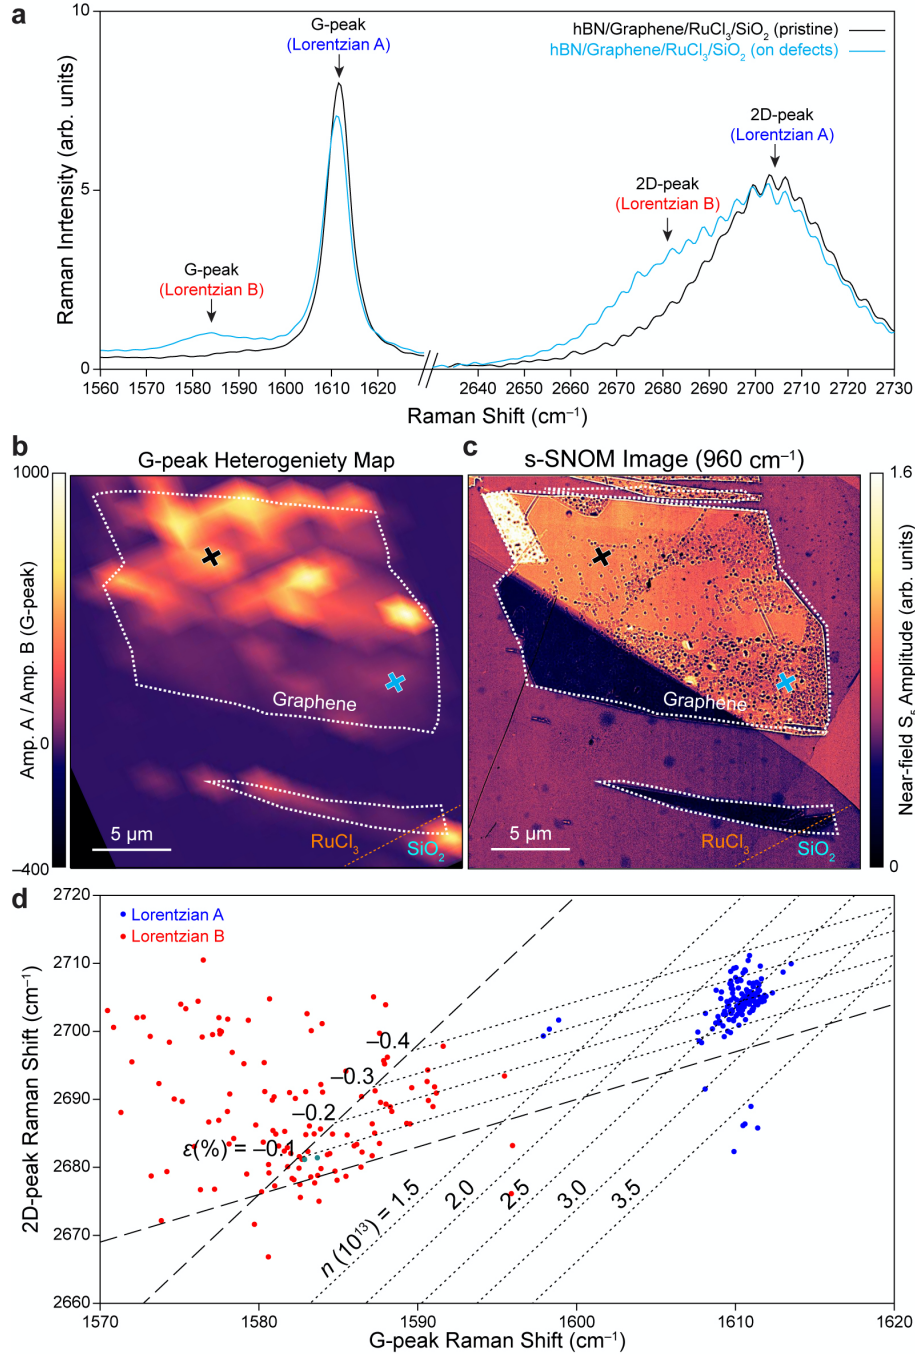 a
G-peak
(Lorentzian A)
hBN/Graphene/RuCl₃/SiO₂ (pristine)
hBN/Graphene/RuCl₃/SiO₂ (on defects)
2D-peak
(Lorentzian A)
2D-peak
(Lorentzian B)
G-peak
(Lorentzian B)
Raman Inrtensity (arb. units)
10
5
0
1560 1570 1580 1590 1600 1610 1620 2640 2650 2660 2670 2680 2690 2700 2710 2720 2730
Raman Shift (cm⁻¹)
b
G-peak Heterogeniety Map
1000
0
–400
Amp. A / Amp. B (G-peak)
Graphene
5 µm
RuCl₃
SiO₂
c
s-SNOM Image (960 cm⁻¹)
1.6
0
Near-field S₅ Amplitude (arb. units)
Graphene
5 µm
RuCl₃
SiO₂
d
Lorentzian A
Lorentzian B
2D-peak Raman Shift (cm⁻¹)
2720
2710
2700
2690
2680
2670
2660
–0.4
–0.3
–0.2
ε(%) = –0.1
n (10¹³) = 1.5
2.0
2.5
3.0
3.5
1570 1580 1590 1600 1610 1620
G-peak Raman Shift (cm⁻¹)